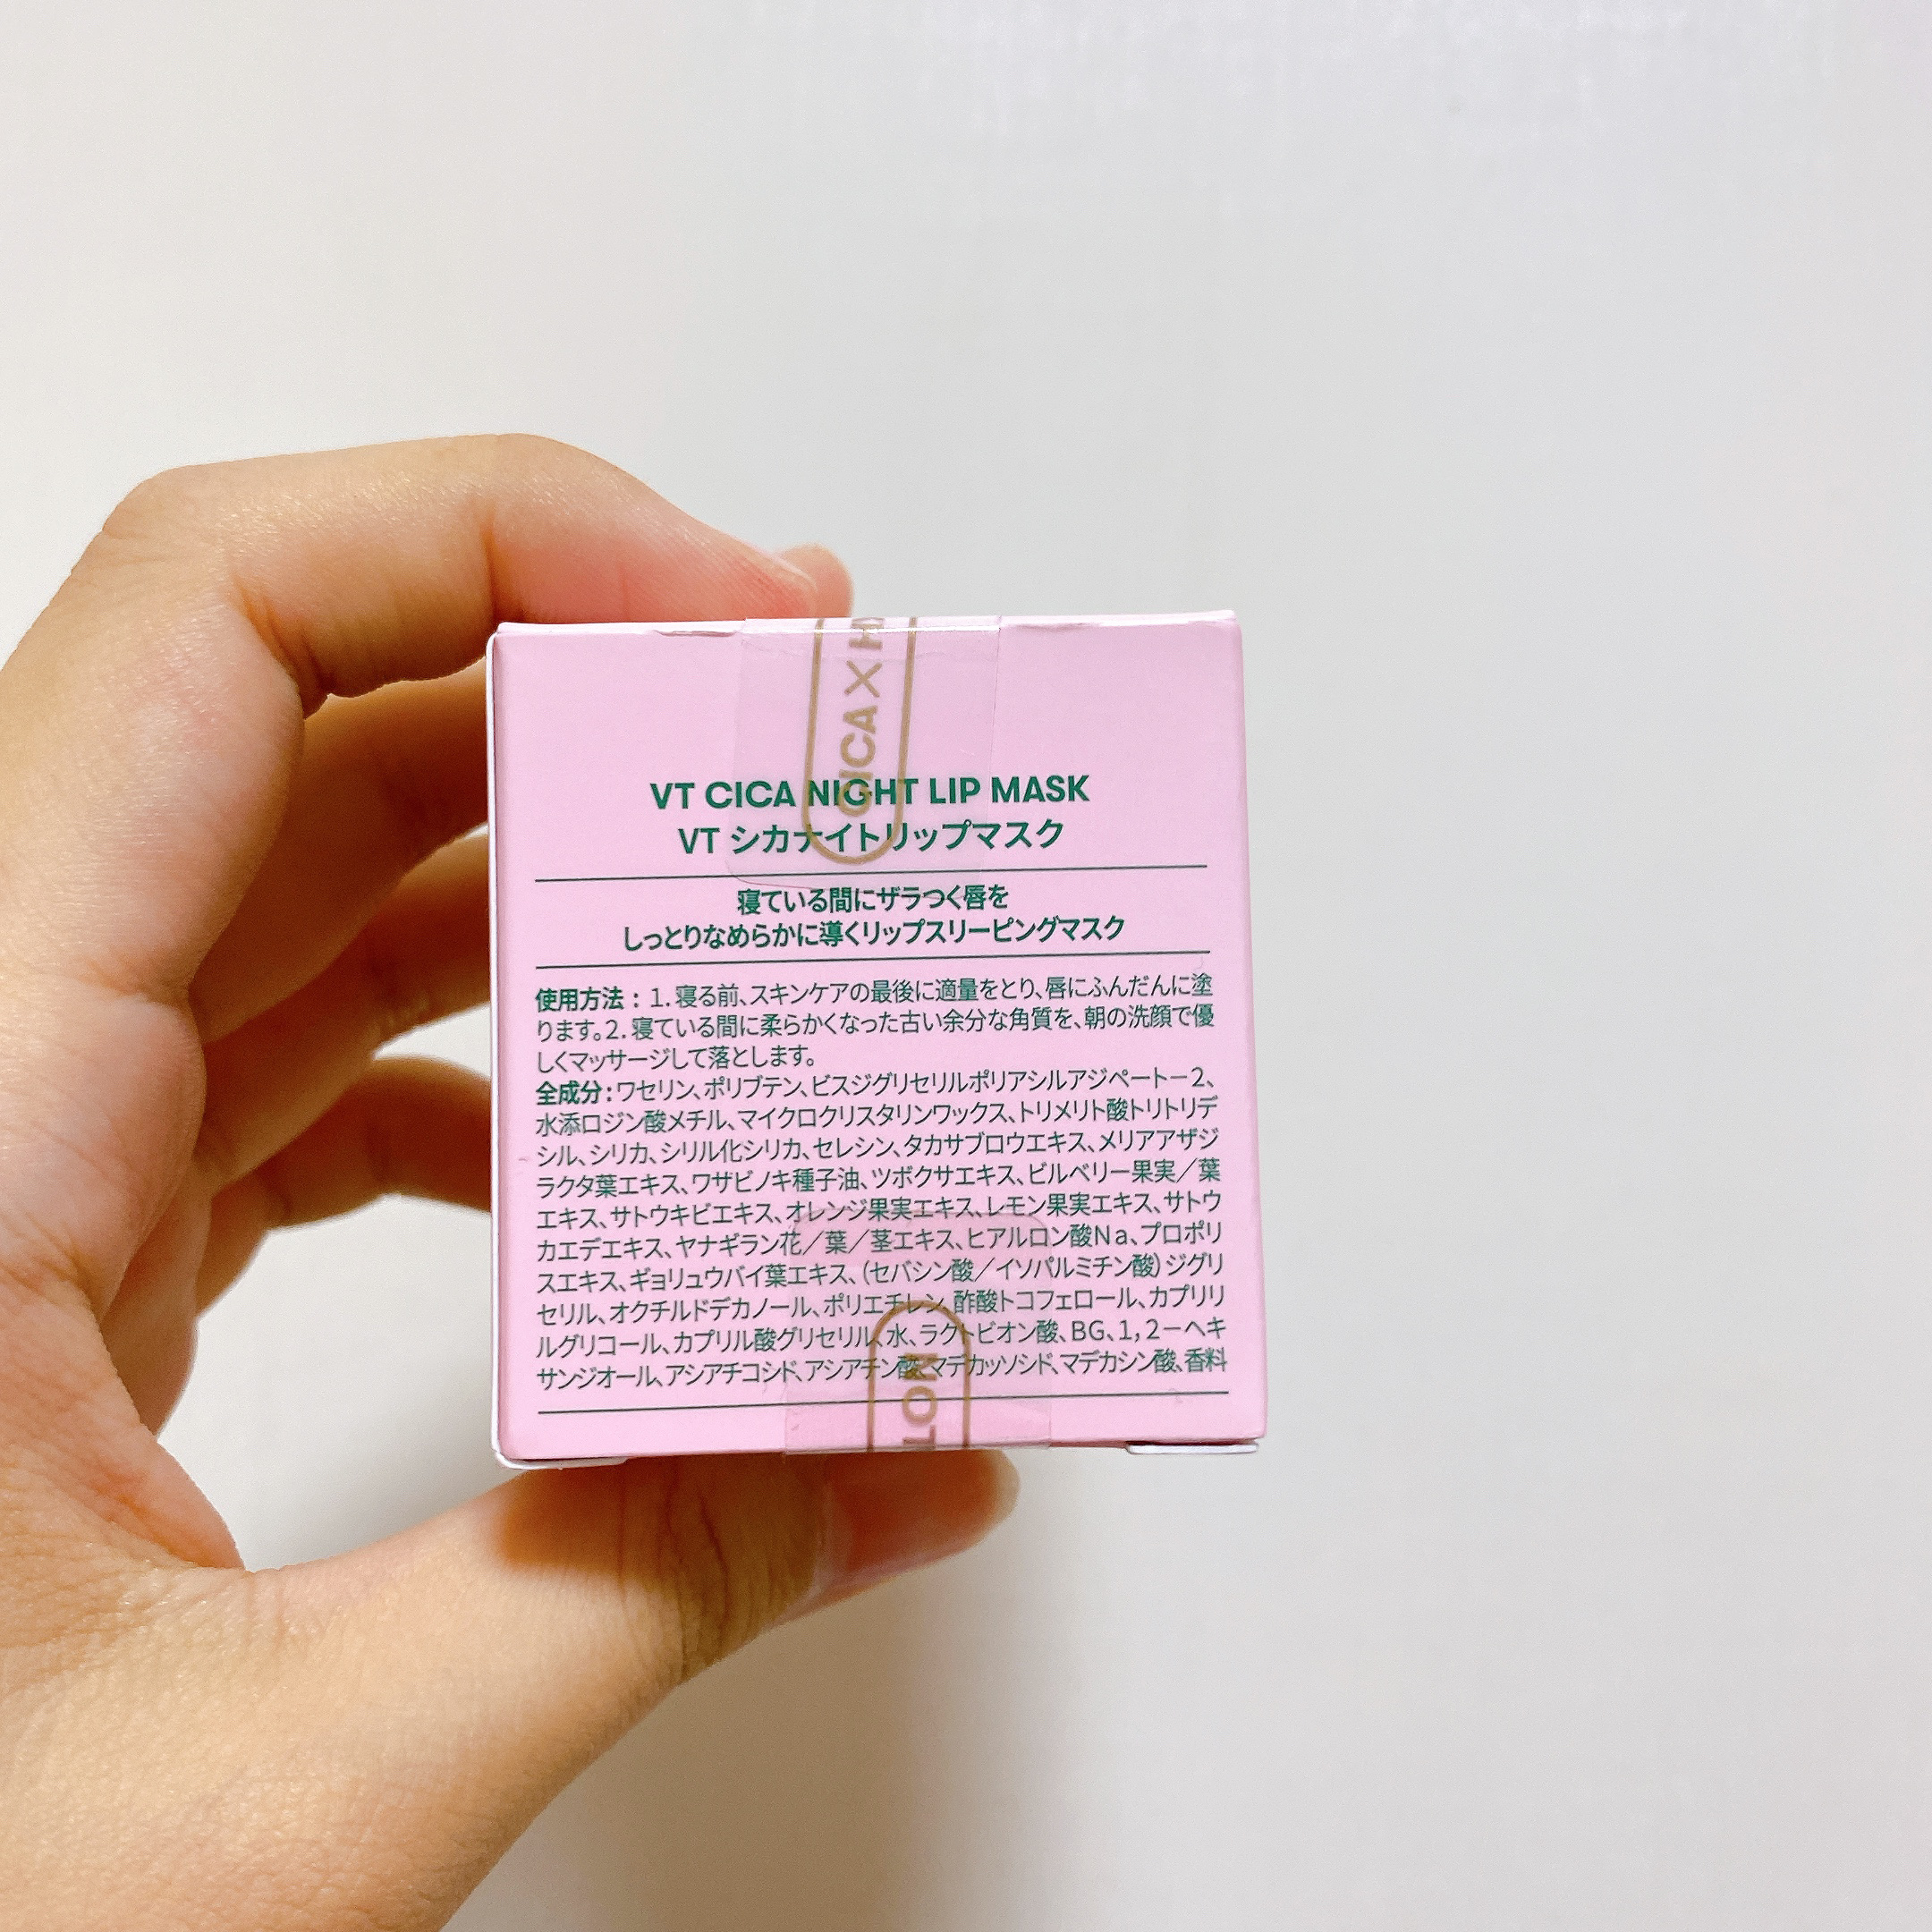 CICA X H
VT CICA NIGHT LIP MASK
VT シカナイトリップマスク
寝ている間にザラつく唇を
しっとりなめらかに導くリップスリーピングマスク
使用方法：1. 寝る前、スキンケアの最後に適量をとり、唇にふんだんに塗
ります。2. 寝ている間に柔らかくなった古い余分な角質を、朝の洗顔で優
しくマッサージして落とします。
全成分：ワセリン、ポリブテン、ビスジグリセリルポリアシルアジペートー2、
水添ロジン酸メチル、マイクロクリスタリンワックス、トリメリト酸トリトリデ
シル、シリカ、シリル化シリカ、セレシン、タカサブロウエキス、メリアアザジ
ラクタ葉エキス、ワサビノキ種子油、ツボクサエキス、ビルベリー果実／葉
エキス、サトウキビエキス、オレンジ果実エキス、レモン果実エキス、サトウ
カエデエキス、ヤナギラン花／葉／茎エキス、ヒアルロン酸Na、プロポリ
スエキス、ギョリュウバイ葉エキス、（セバシン酸／イソパルミチン酸）ジグリ
セリル、オクチルドデカノール、ポリエチレン、酢酸トコフェロール、カプリリ
ルグリコール、カプリル酸グリセリル、水、ラクトビオン酸、BG、1，2ーヘキ
サンジオール、アシアチコシド、アシアチン酸、マデカッソシド、マデカシン酸、香料
NOT